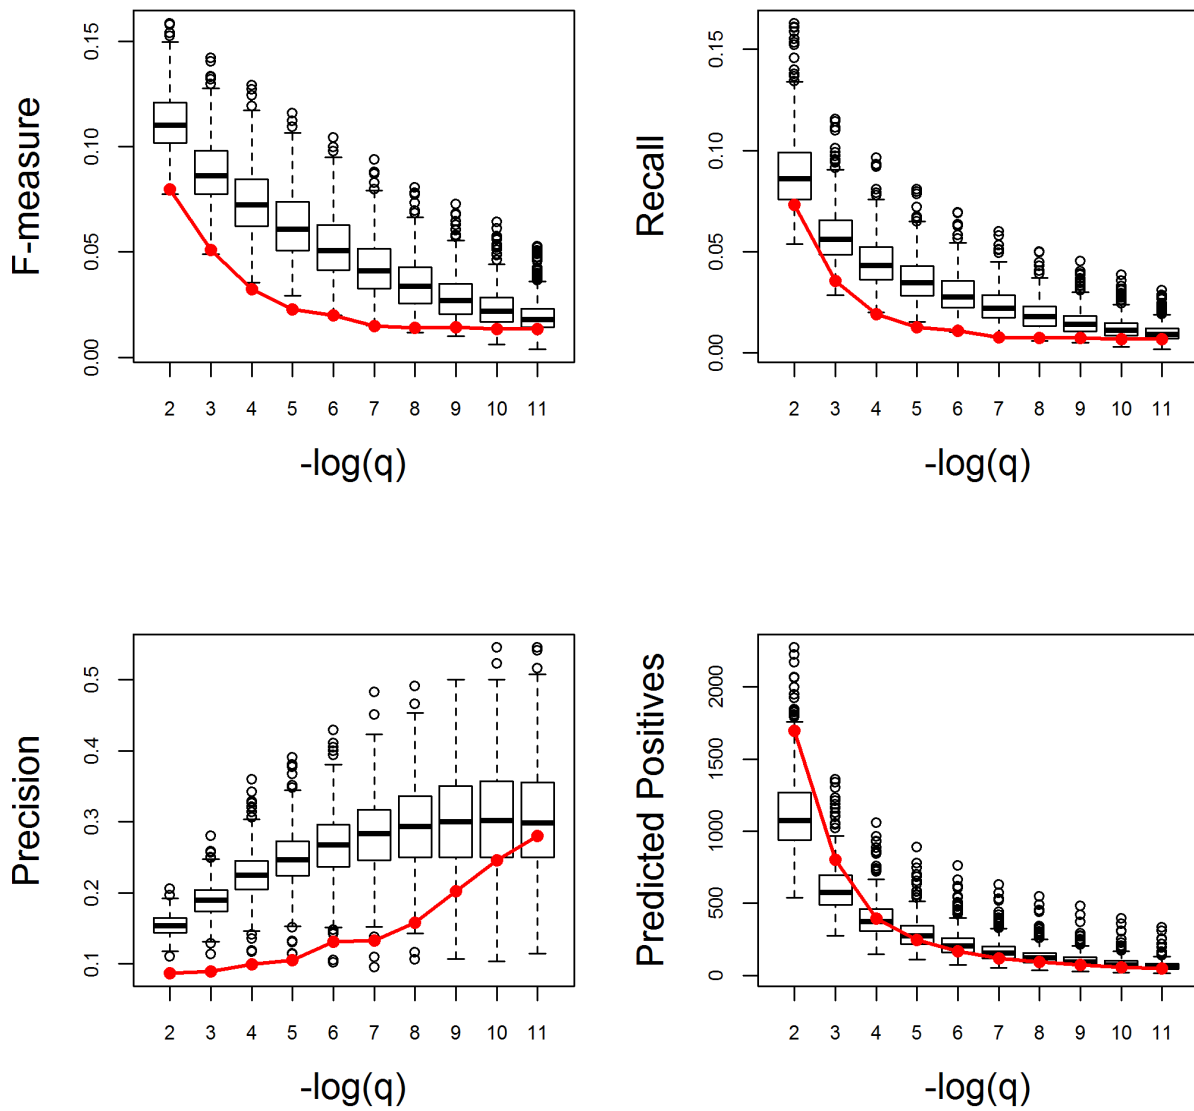 F-measure
0.00 0.05 0.10 0.15
2 3 4 5 6 7 8 9 10 11
-log(q)
Recall
0.00 0.05 0.10 0.15
2 3 4 5 6 7 8 9 10 11
-log(q)
Precision
0.1 0.2 0.3 0.4 0.5
2 3 4 5 6 7 8 9 10 11
-log(q)
Predicted Positives
0 500 1000 1500 2000
2 3 4 5 6 7 8 9 10 11
-log(q)